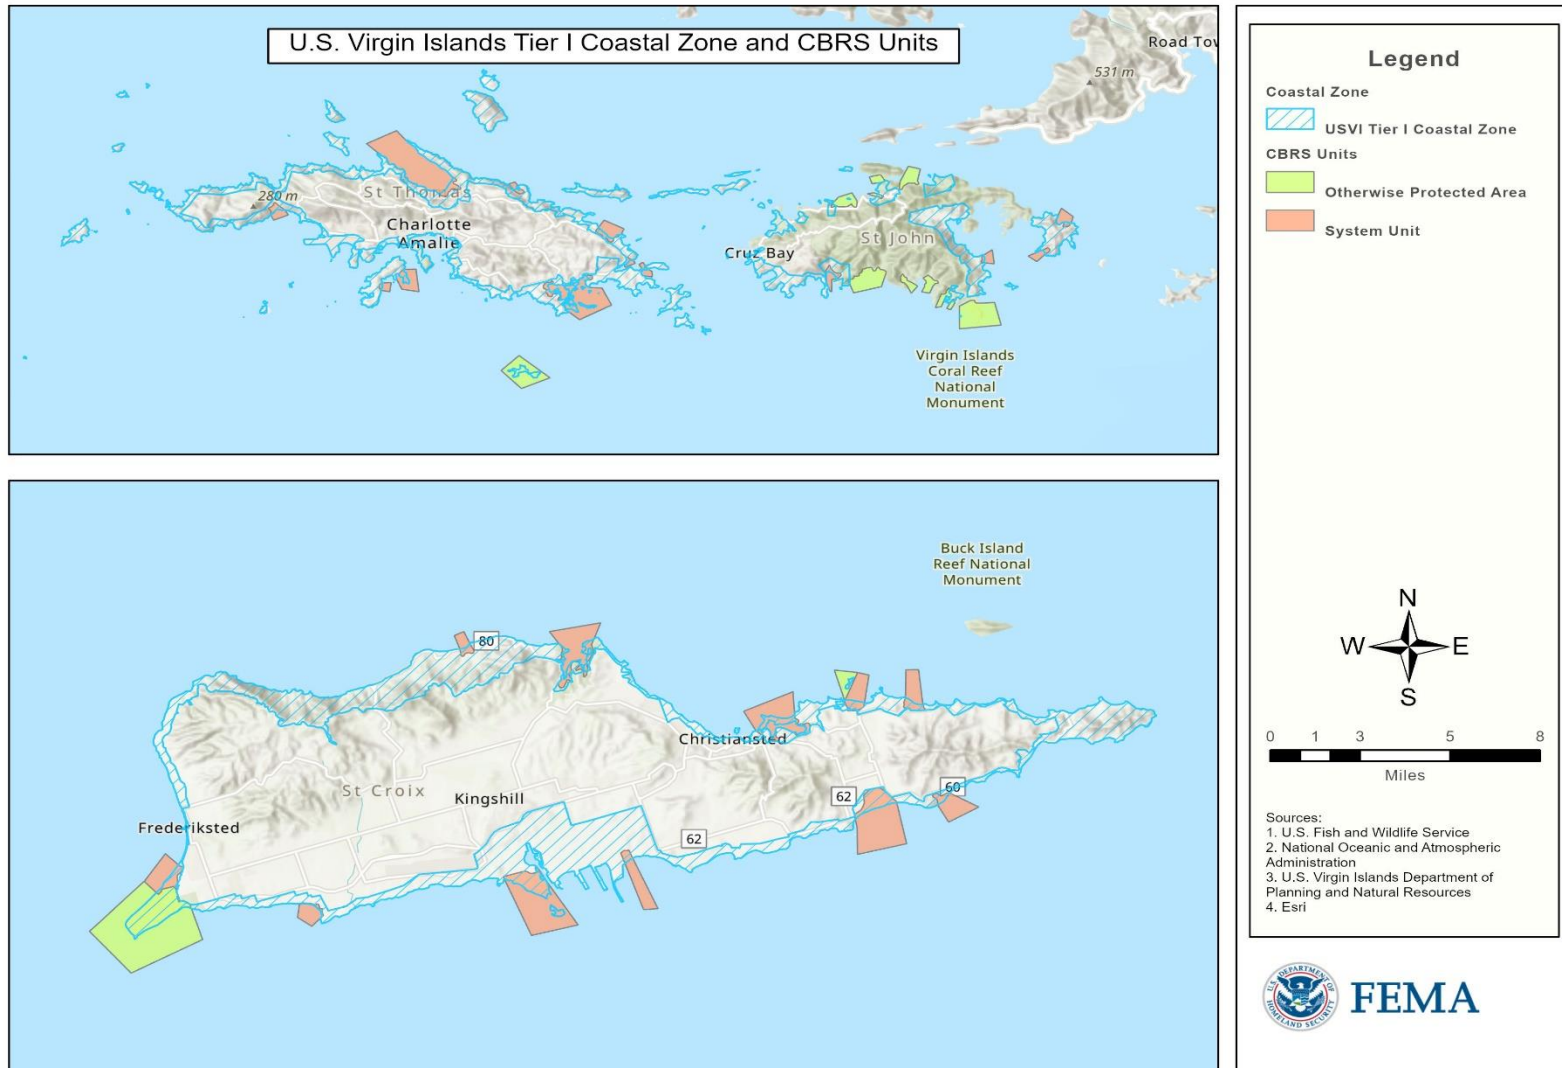 U.S. Virgin Islands Tier I Coastal Zone and CBRS Units
531 m
280 m
St Thomas
Charlotte
Amalie
Cruz Bay
St John
Virgin Islands
Coral Reef
National
Monument
Buck Island
Reef National
Monument
80
Christiansted
St Croix
Kingshill
62
60
Frederiksted
62
Legend
Coastal Zone
USVI Tier I Coastal Zone
CBRS Units
Otherwise Protected Area
System Unit
N
W E
S
0 1 3 5 8
Miles
Sources:
1. U.S. Fish and Wildlife Service
2. National Oceanic and Atmospheric
Administration
3. U.S. Virgin Islands Department of
Planning and Natural Resources
4. Esri
U.S. DEPARTMENT OF
HOMELAND SECURITY
FEMA